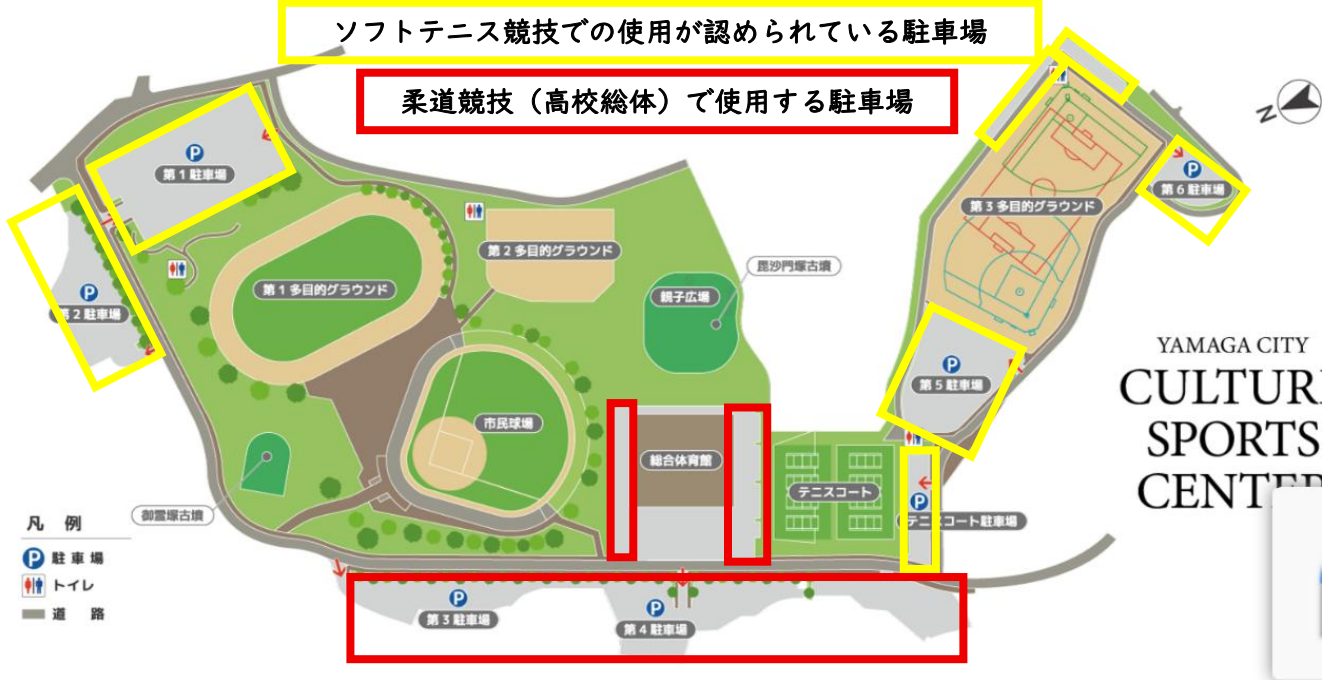 ソフトテニス競技での使用が認められている駐車場
柔道競技（高校総体）で使用する駐車場
N
P
第1駐車場
P
第2駐車場
第1多目的グラウンド
第2多目的グラウンド
毘沙門塚古墳
親子広場
第3多目的グラウンド
P
第6駐車場
P
第5駐車場
市民球場
総合体育館
テニスコート
P
テニスコート駐車場
御霊塚古墳
P
第3駐車場
P
第4駐車場
凡例
P 駐車場
トイレ
道路
YAMAGA CITY
CULTURE
SPORTS
CENTER